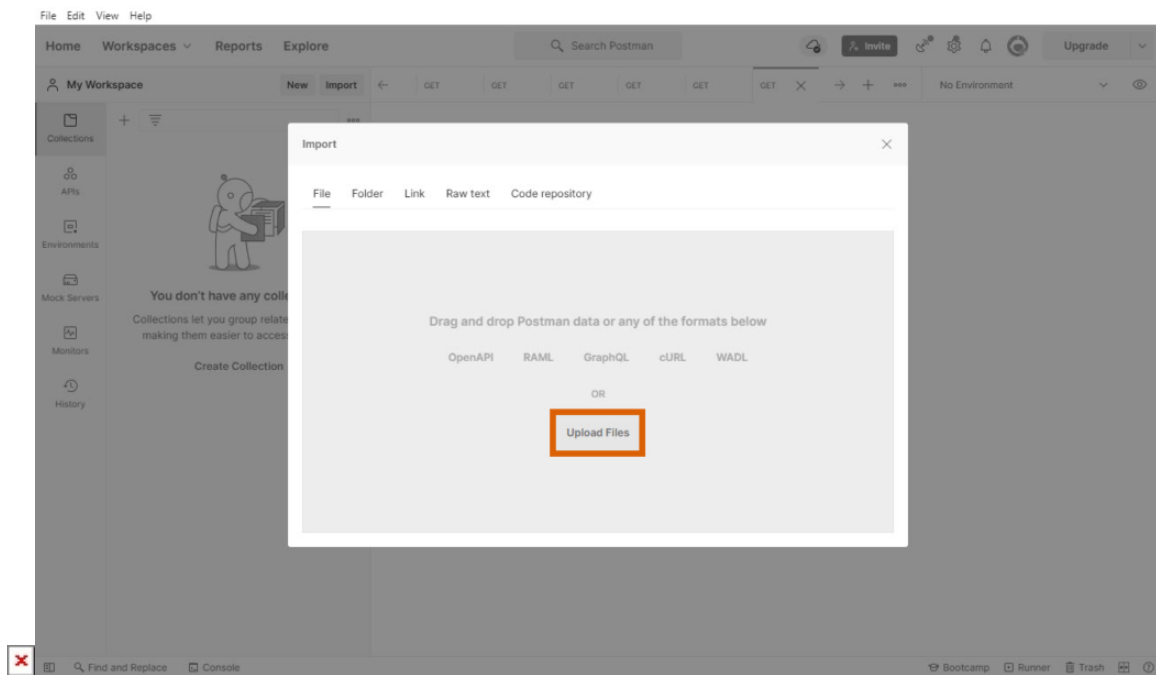 File Edit View Help
Home Workspaces Reports Explore Search Postman Invite Upgrade
My Workspace New Import GET GET GET GET GET GET No Environment
Collections
APIs
Environments
Mock Servers
Monitors
History
You don't have any colle
Collections let you group relate
making them easier to acces
Create Collection
Import
File Folder Link Raw text Code repository
Drag and drop Postman data or any of the formats below
OpenAPI RAML GraphQL cURL WADL
OR
Upload Files
Find and Replace Console Bootcamp Runner Trash